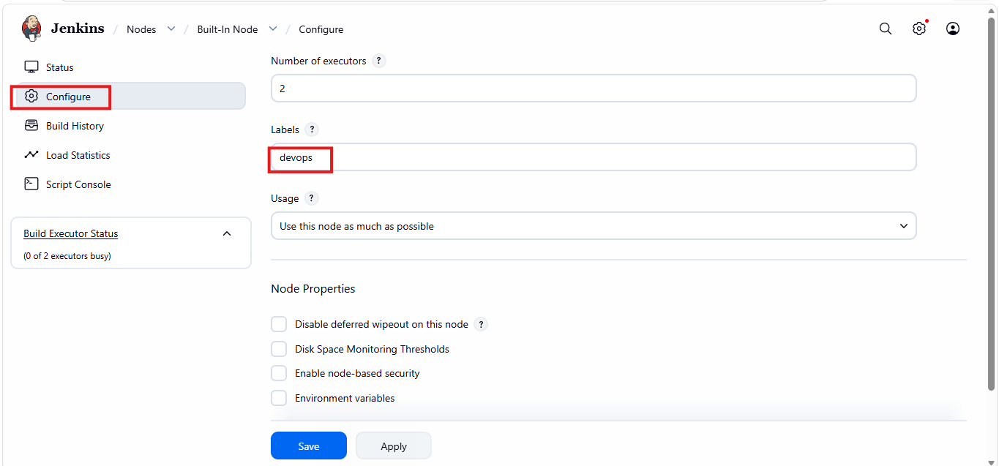 Jenkins / Nodes / Built-In Node / Configure
Status
Configure
Build History
Load Statistics
Script Console
Build Executor Status
(0 of 2 executors busy)
Number of executors ?
2
Labels ?
devops
Usage ?
Use this node as much as possible
Node Properties
Disable deferred wipeout on this node ?
Disk Space Monitoring Thresholds
Enable node-based security
Environment variables
Save Apply